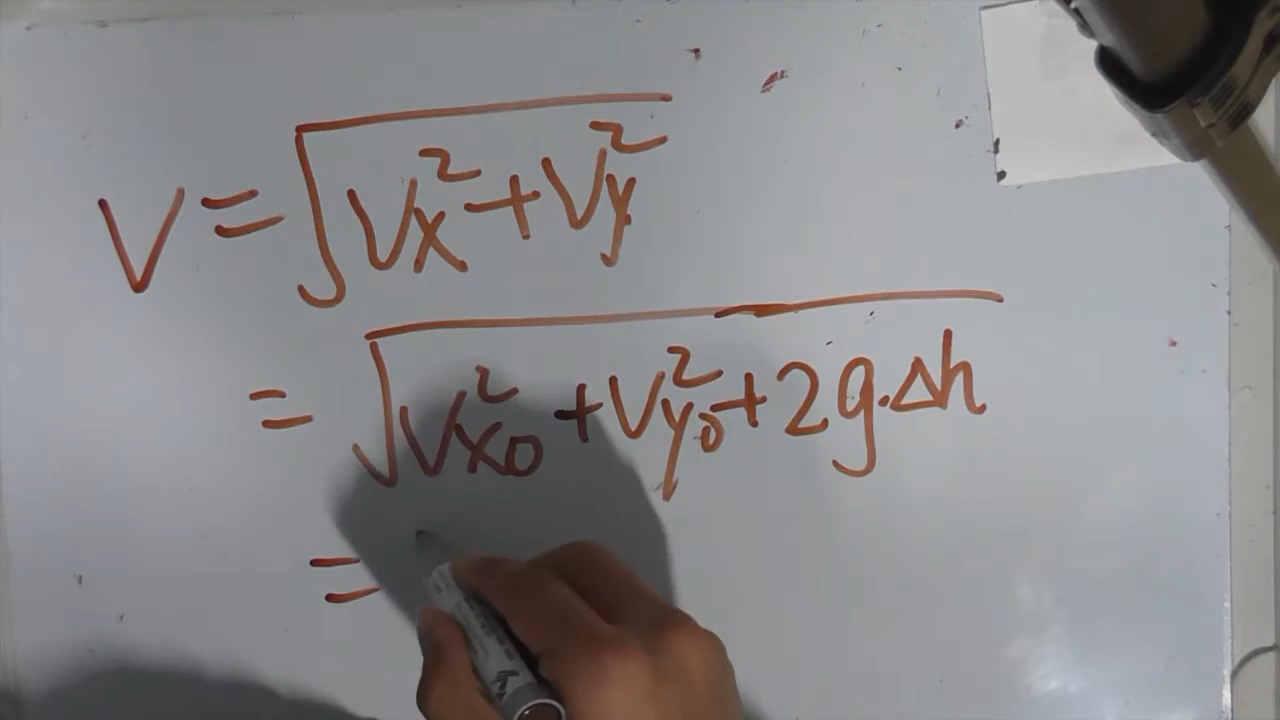 V = √(Vx² + Vy²)
= √(Vx₀² + Vy₀² + 2g·Δh)
=